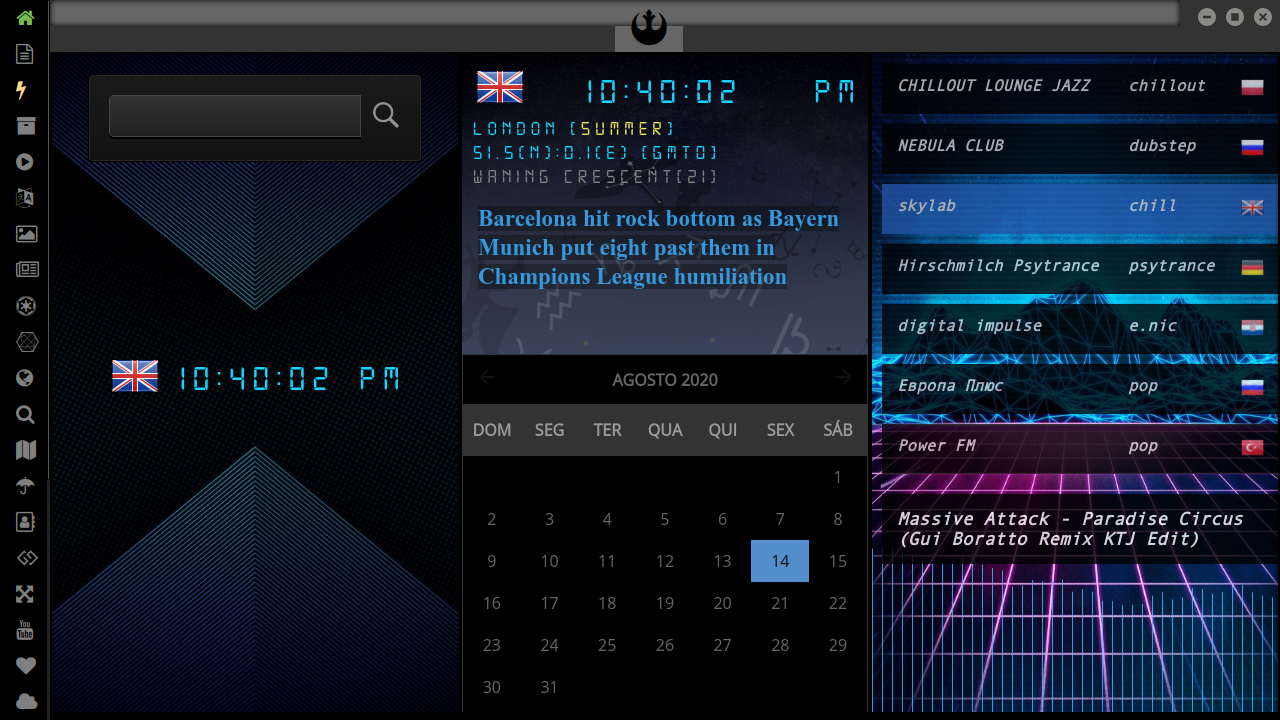 10:40:02 PM
10:40:02 PM
LONDON (SUMMER)
51.5(N):0.1(E) (GMT0)
WANING CRESCENT(21)
Barcelona hit rock bottom as Bayern
Munich put eight past them in
Champions League humiliation
AGOSTO 2020
DOM SEG TER QUA QUI SEX SÁB
1
2 3 4 5 6 7 8
9 10 11 12 13 14 15
16 17 18 19 20 21 22
23 24 25 26 27 28 29
30 31
CHILLOUT LOUNGE JAZZ chillout
NEBULA CLUB dubstep
skylab chill
Hirschmilch Psytrance psytrance
digital impulse e.nic
Европа Плюс pop
Power FM pop
Massive Attack - Paradise Circus
(Gui Boratto Remix KTJ Edit)
You
Tube